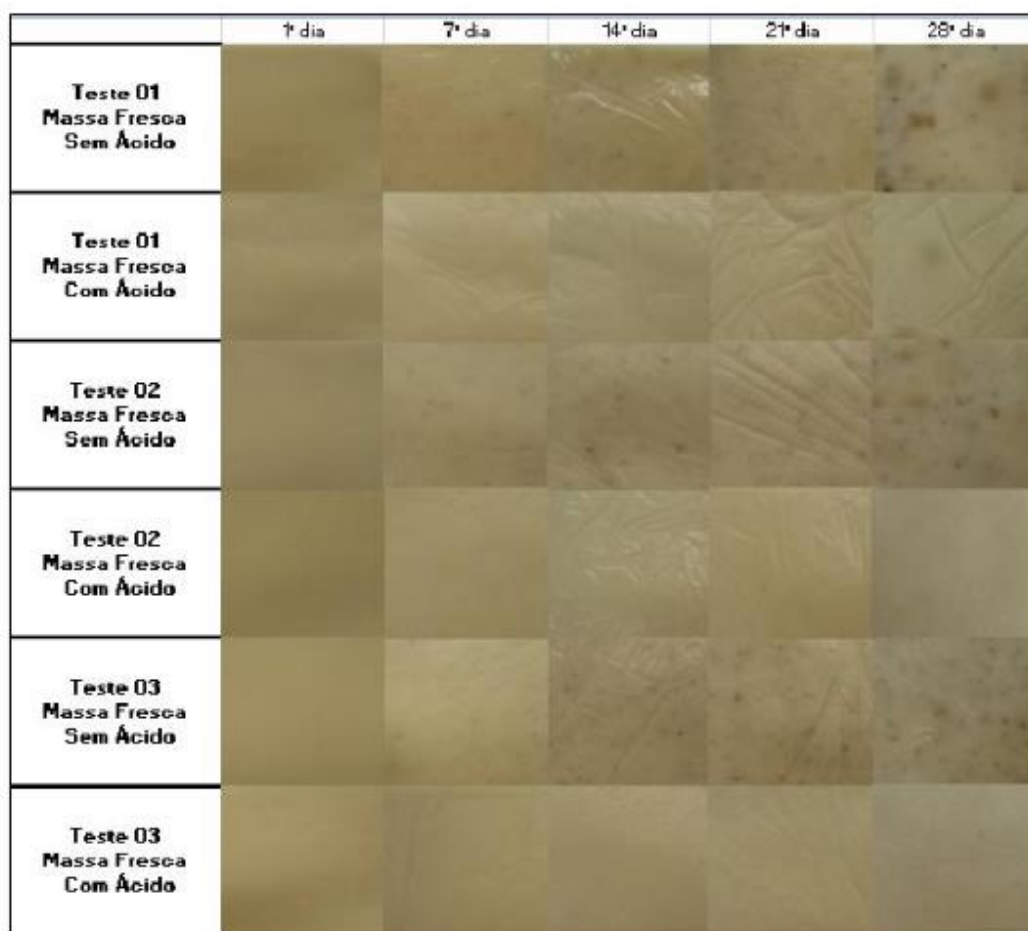 1º dia 7º dia 14º dia 21º dia 28º dia
Teste 01
Massa Fresca
Sem Ácido
Teste 01
Massa Fresca
Com Ácido
Teste 02
Massa Fresca
Sem Ácido
Teste 02
Massa Fresca
Com Ácido
Teste 03
Massa Fresca
Sem Ácido
Teste 03
Massa Fresca
Com Ácido